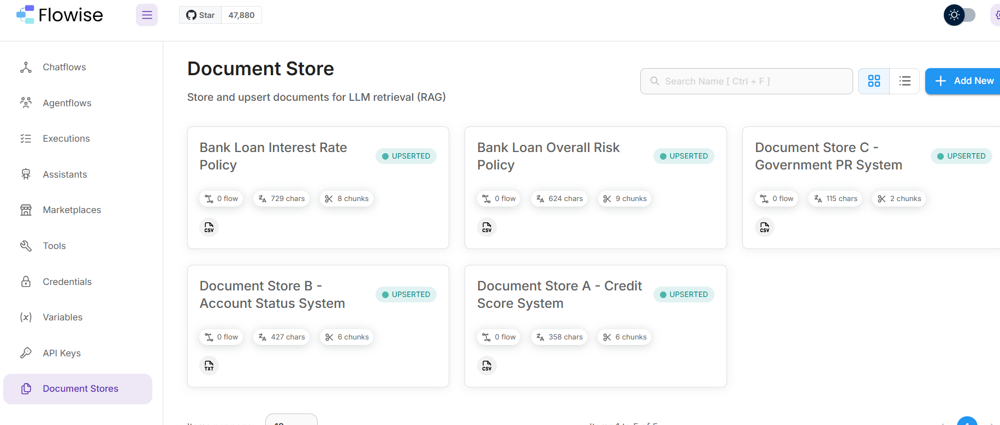 Flowise
Star 47,880
Chatflows
Agentflows
Executions
Assistants
Marketplaces
Tools
Credentials
Variables
API Keys
Document Stores
Document Store
Store and upsert documents for LLM retrieval (RAG)
Search Name [ Ctrl + F ]
Add New
Bank Loan Interest Rate
Policy
UPSERTED
0 flow
729 chars
8 chunks
CSV
Bank Loan Overall Risk
Policy
UPSERTED
0 flow
624 chars
9 chunks
CSV
Document Store C -
Government PR System
UPSERTED
0 flow
115 chars
2 chunks
CSV
Document Store B -
Account Status System
UPSERTED
0 flow
427 chars
6 chunks
TXT
Document Store A - Credit
Score System
UPSERTED
0 flow
358 chars
6 chunks
CSV